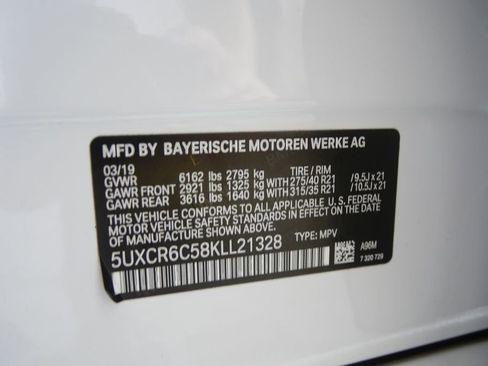 MFD BY BAYERISCHE MOTOREN WERKE AG
03/19 TIRE / RIM
GVWR 6162 lbs 2795 kg
GAWR FRONT 2921 lbs 1325 kg WITH 275/40 R21 /9.5J x 21
GAWR REAR 3616 lbs 1640 kg WITH 315/35 R21 /10.5J x 21
THIS VEHICLE CONFORMS TO ALL APPLICABLE U.S. FEDERAL
MOTOR VEHICLE SAFETY STANDARDS IN EFFECT ON THE DATE
OF MANUFACTURE SHOWN ABOVE.
5UXCR6C58KLL21328 TYPE: MPV A96M
7 320 729